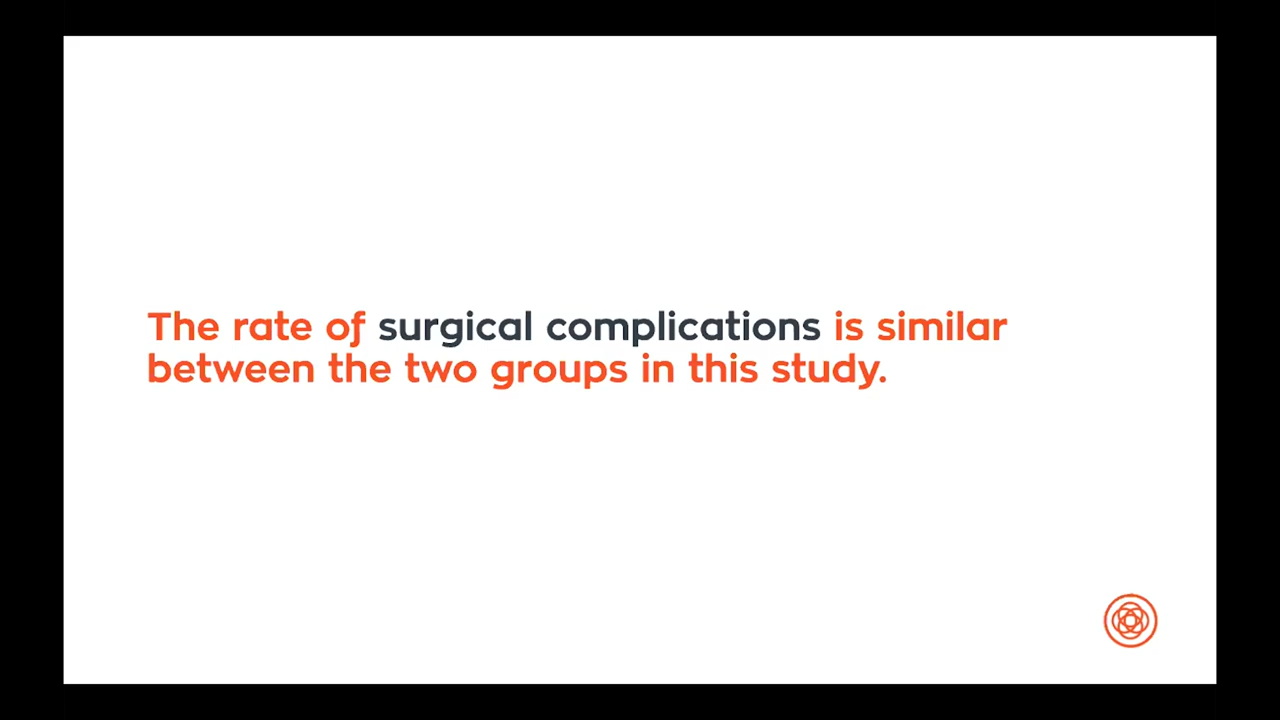 The rate of surgical complications is similar
between the two groups in this study.